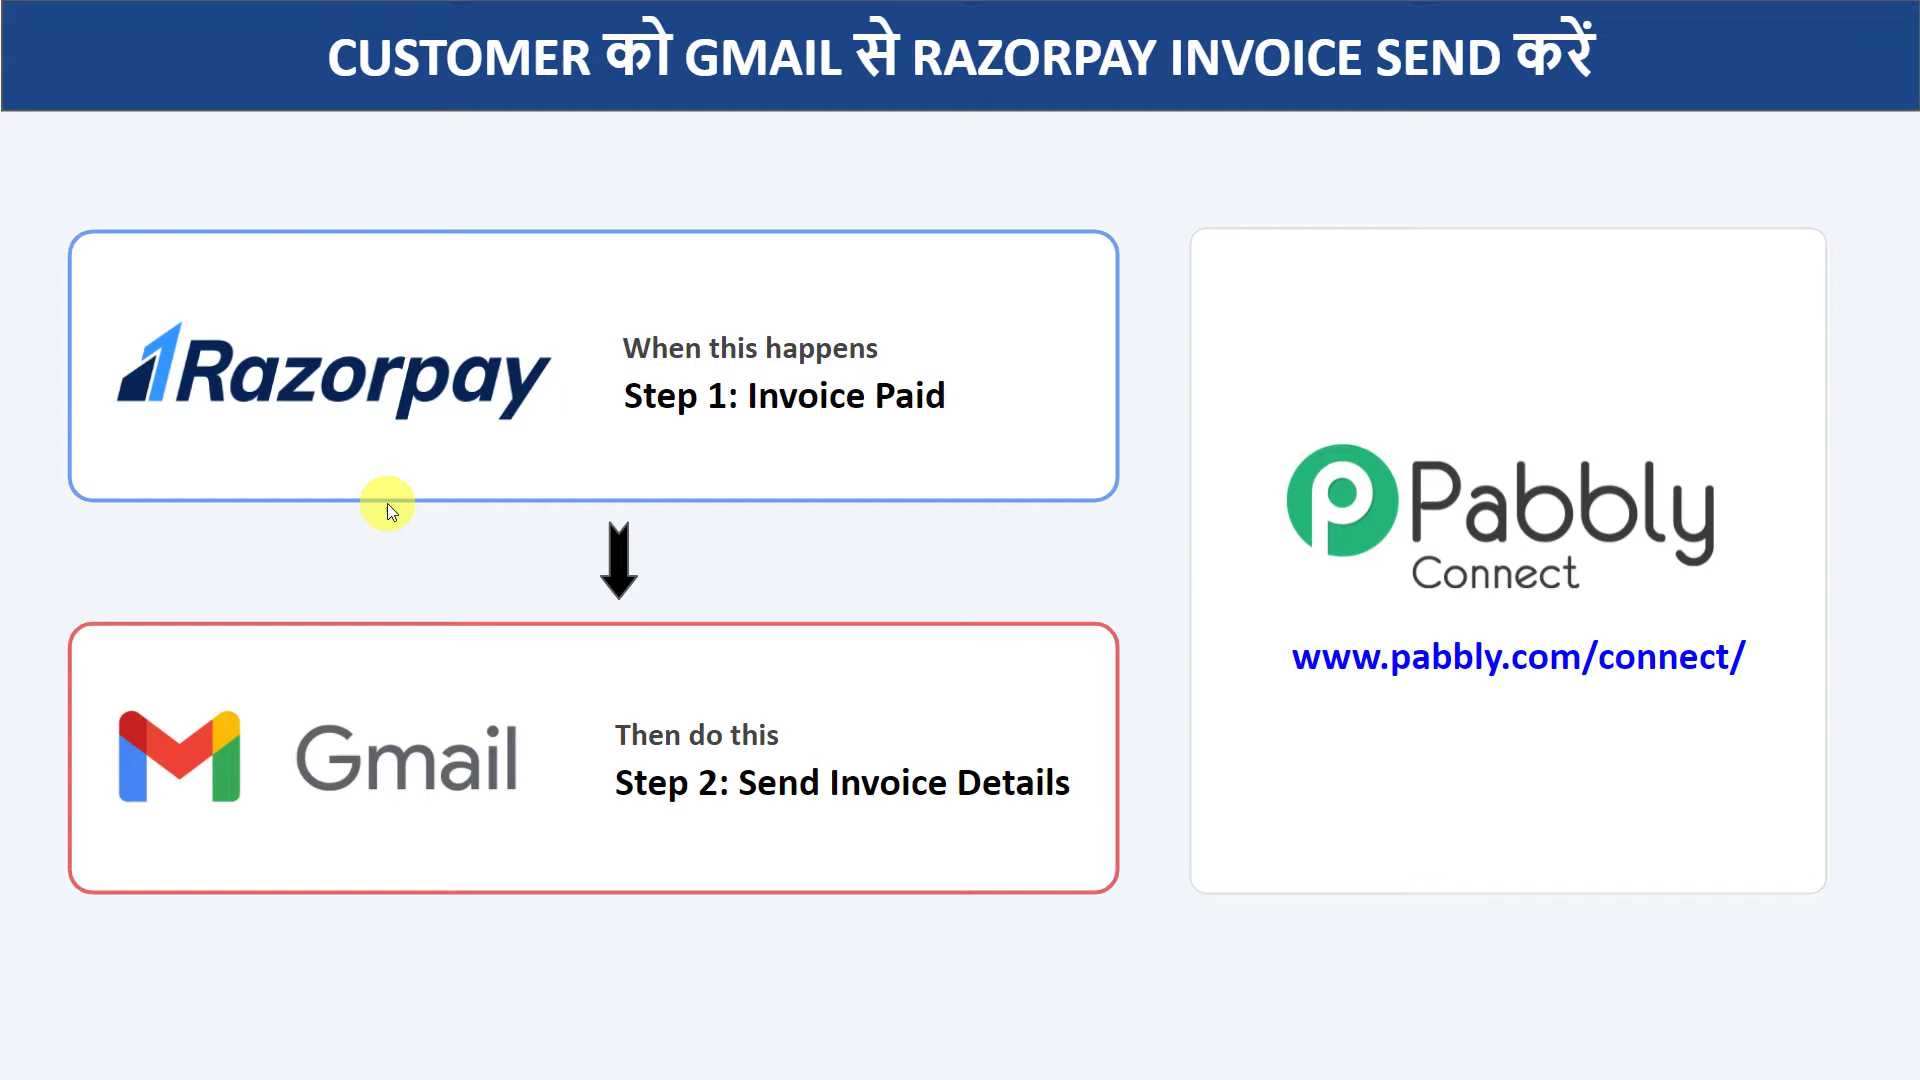 CUSTOMER को GMAIL से RAZORPAY INVOICE SEND करें
Razorpay
When this happens
Step 1: Invoice Paid
Gmail
Then do this
Step 2: Send Invoice Details
Pabbly
Connect
www.pabbly.com/connect/